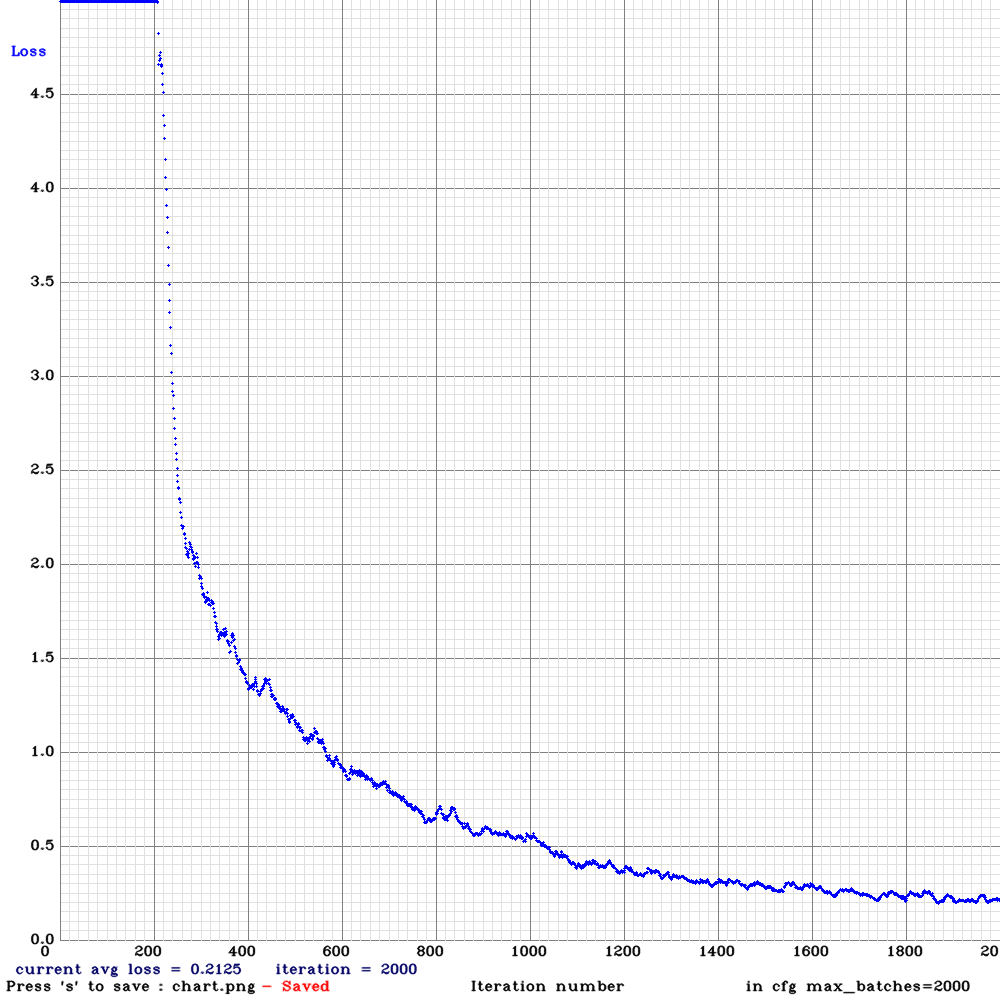 Loss
4.5
4.0
3.5
3.0
2.5
2.0
1.5
1.0
0.5
0.0
0 200 400 600 800 1000 1200 1400 1600 1800 20
current avg loss = 0.2125 iteration = 2000
Press 's' to save : chart.png - Saved Iteration number in cfg max_batches=2000